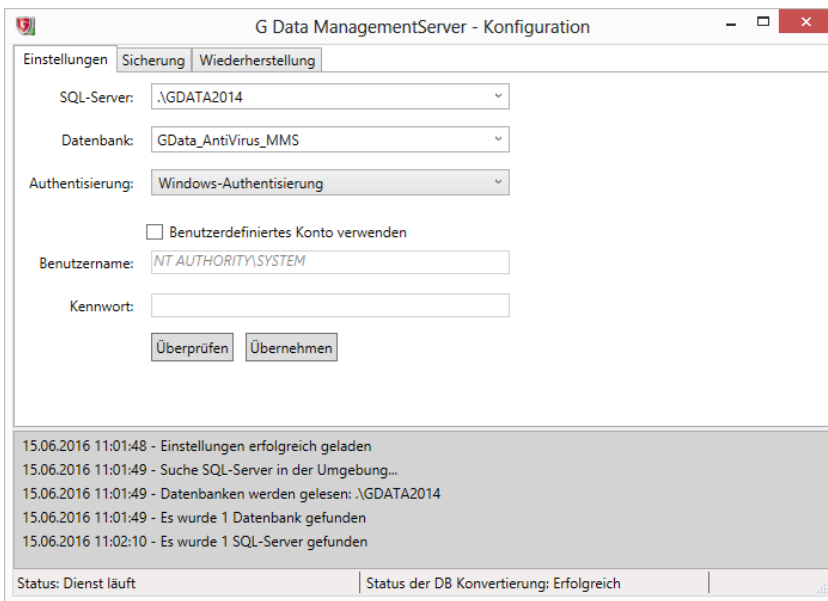 G Data ManagementServer - Konfiguration
Einstellungen Sicherung Wiederherstellung
SQL-Server: .\GDATA2014
Datenbank: GData_AntiVirus_MMS
Authentisierung: Windows-Authentisierung
Benutzerdefiniertes Konto verwenden
Benutzername: NT AUTHORITY\SYSTEM
Kennwort:
Überprüfen Übernehmen
15.06.2016 11:01:48 - Einstellungen erfolgreich geladen
15.06.2016 11:01:49 - Suche SQL-Server in der Umgebung...
15.06.2016 11:01:49 - Datenbanken werden gelesen: .\GDATA2014
15.06.2016 11:01:49 - Es wurde 1 Datenbank gefunden
15.06.2016 11:02:10 - Es wurde 1 SQL-Server gefunden
Status: Dienst läuft Status der DB Konvertierung: Erfolgreich